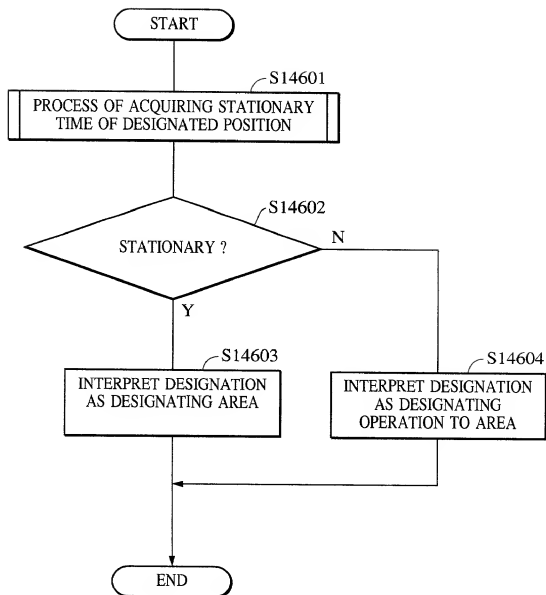 START
S14601
PROCESS OF ACQUIRING STATIONARY
TIME OF DESIGNATED POSITION
S14602
STATIONARY ?
N
Y
S14603
INTERPRET DESIGNATION
AS DESIGNATING AREA
S14604
INTERPRET DESIGNATION
AS DESIGNATING
OPERATION TO AREA
END